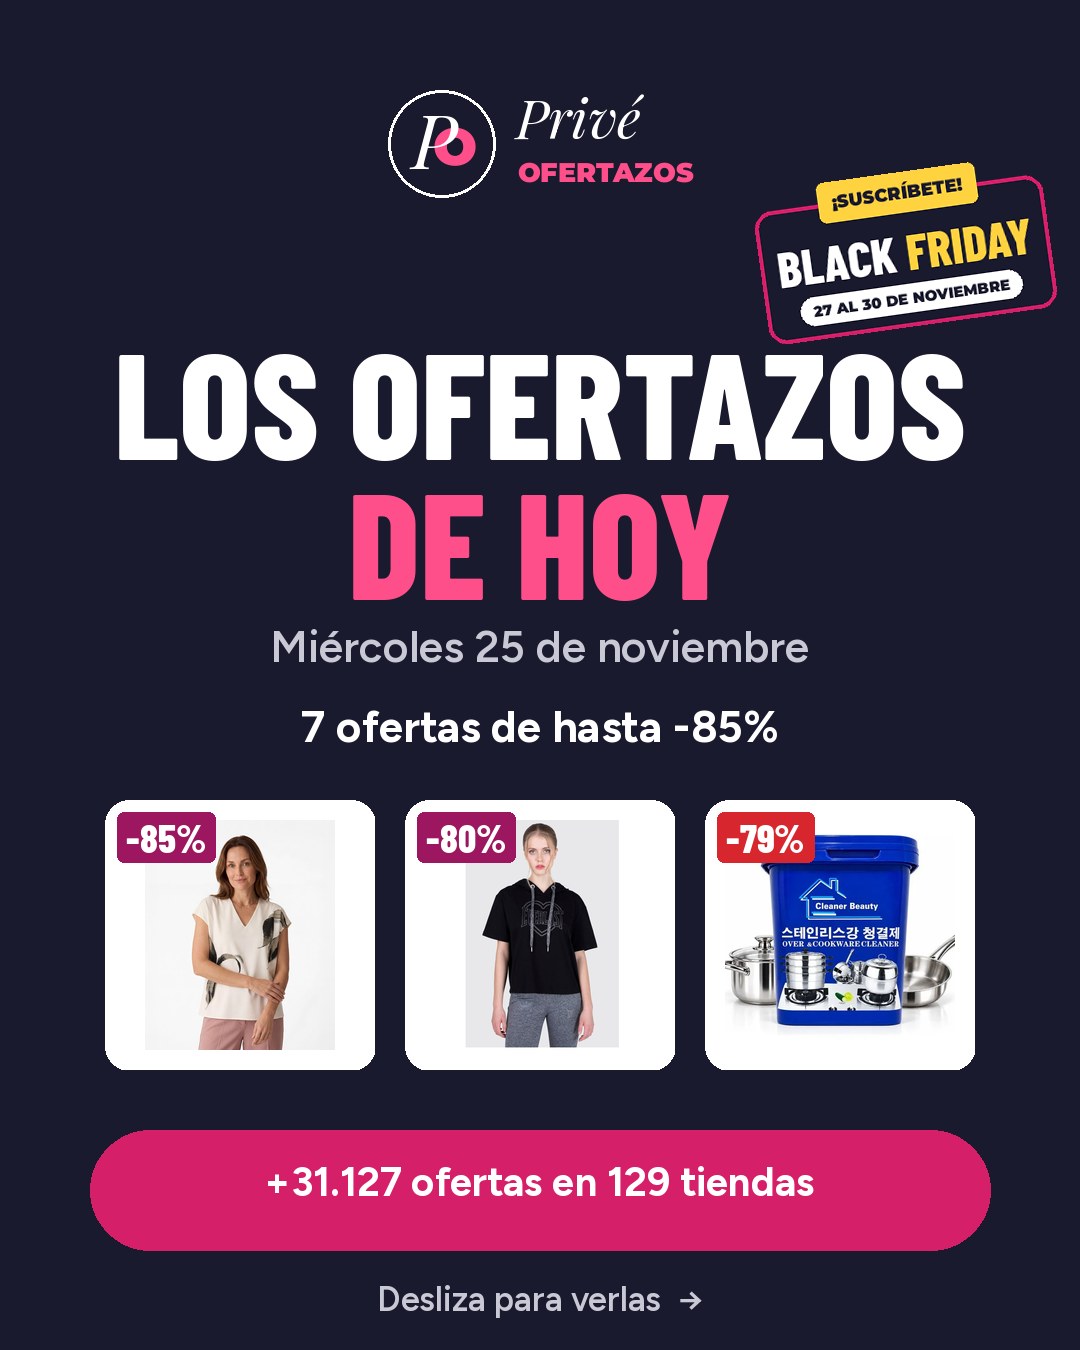 Po
Privé
OFERTAZOS
¡SUSCRÍBETE!
BLACK FRIDAY
27 AL 30 DE NOVIEMBRE
LOS OFERTAZOS
DE HOY
Miércoles 25 de noviembre
7 ofertas de hasta -85%
-85%
-80%
-79%
Cleaner Beauty
스테인리스강 청결제
OVER & COOKWARE CLEANER
+31.127 ofertas en 129 tiendas
Desliza para verlas →